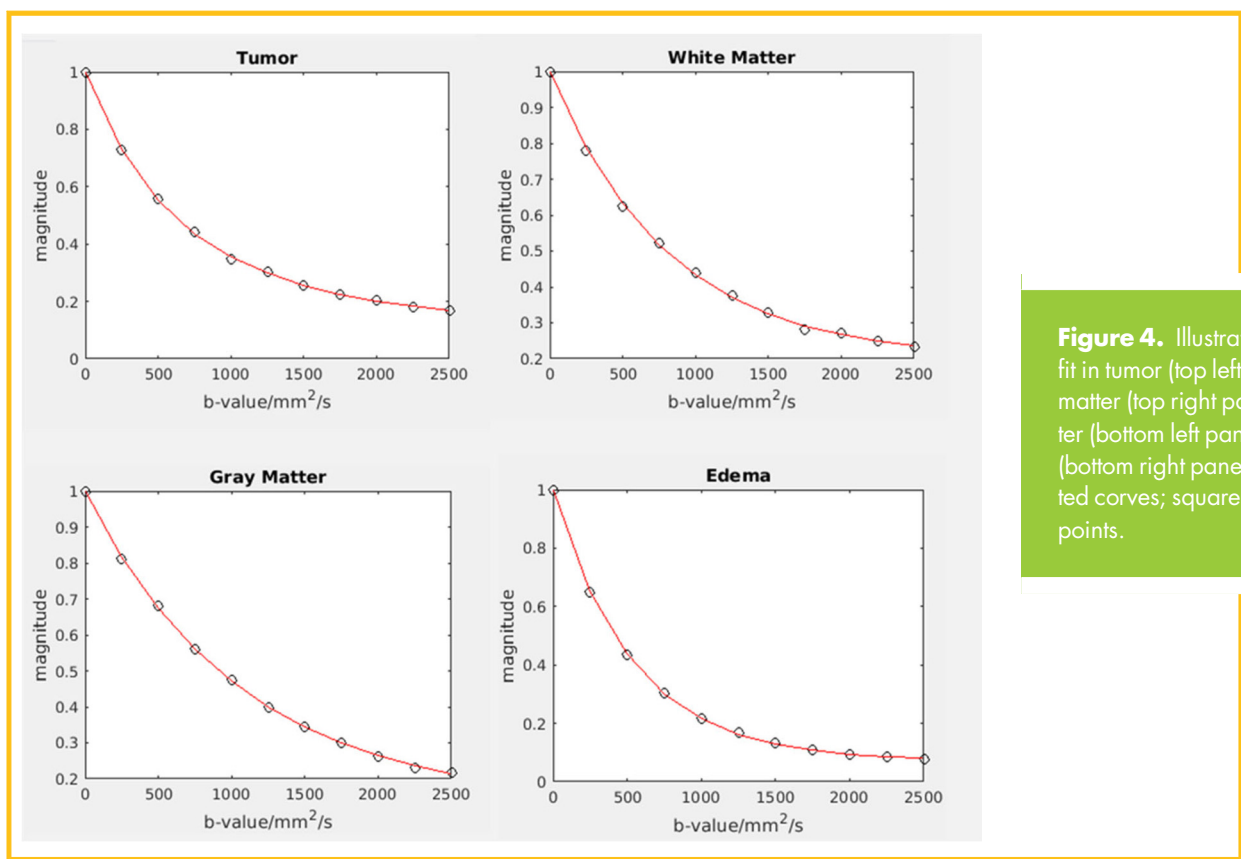 Tumor
1
0.8
0.6
0.4
0.2
0
magnitude
0 500 1000 1500 2000 2500
b-value/mm²/s
White Matter
1
0.9
0.8
0.7
0.6
0.5
0.4
0.3
0.2
magnitude
0 500 1000 1500 2000 2500
b-value/mm²/s
Gray Matter
1
0.9
0.8
0.7
0.6
0.5
0.4
0.3
0.2
magnitude
0 500 1000 1500 2000 2500
b-value/mm²/s
Edema
1
0.8
0.6
0.4
0.2
0
magnitude
0 500 1000 1500 2000 2500
b-value/mm²/s
Figure 4.
fit in tumor (top left
matter (top right
ter (bottom left
(bottom right
ted corves; square
points.